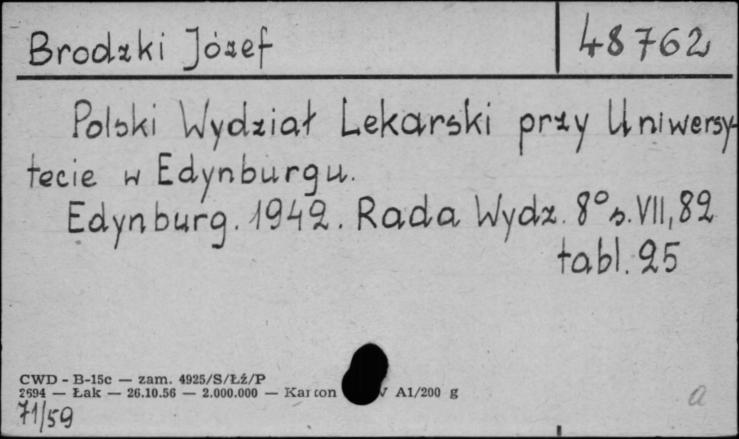 Brodzki Józef 48762
Polski Wydział Lekarski przy Uniwersy-
tecie w Edynburgu.
Edynburg. 1942. Rada Wydz. 8° s. VII, 82
tabl. 25
CWD - B-15c — zam. 4925/S/Łź/P
2694 — Łak — 26.10.56 — 2.000.000 — Karton V A1/200 g
71/59
a